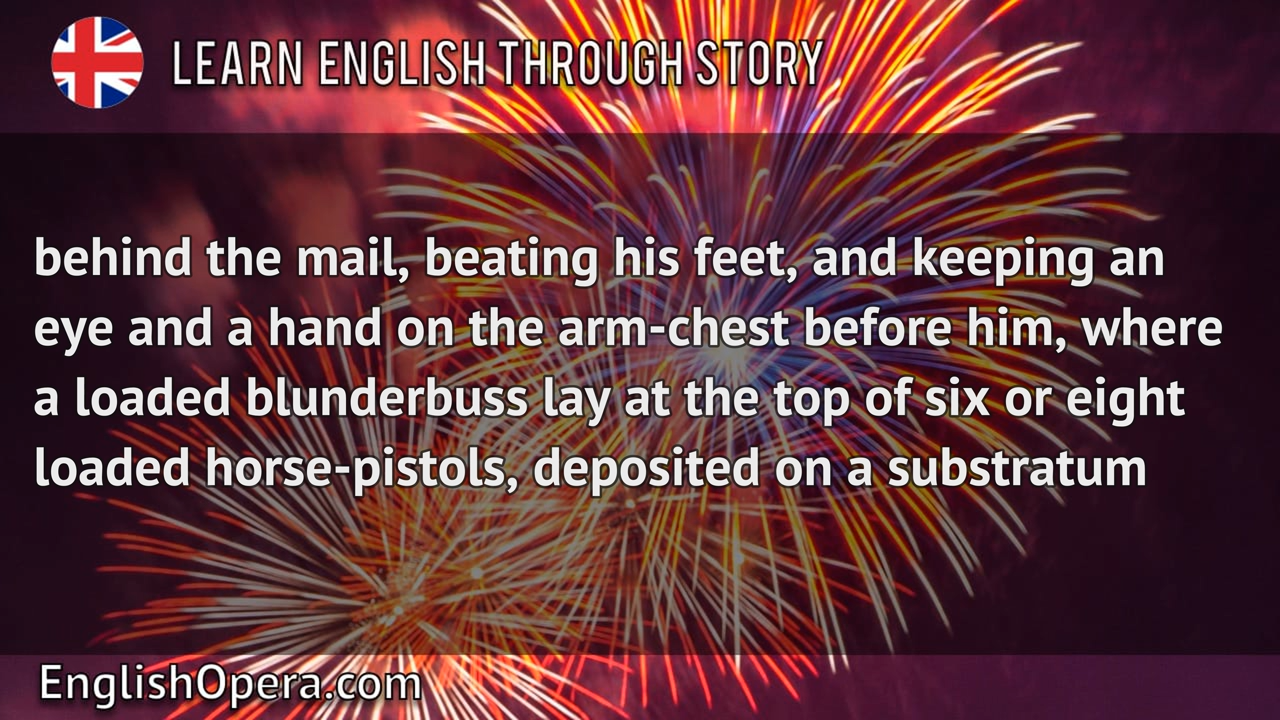 LEARN ENGLISH THROUGH STORY
behind the mail, beating his feet, and keeping an
eye and a hand on the arm-chest before him, where
a loaded blunderbuss lay at the top of six or eight
loaded horse-pistols, deposited on a substratum
EnglishOpera.com